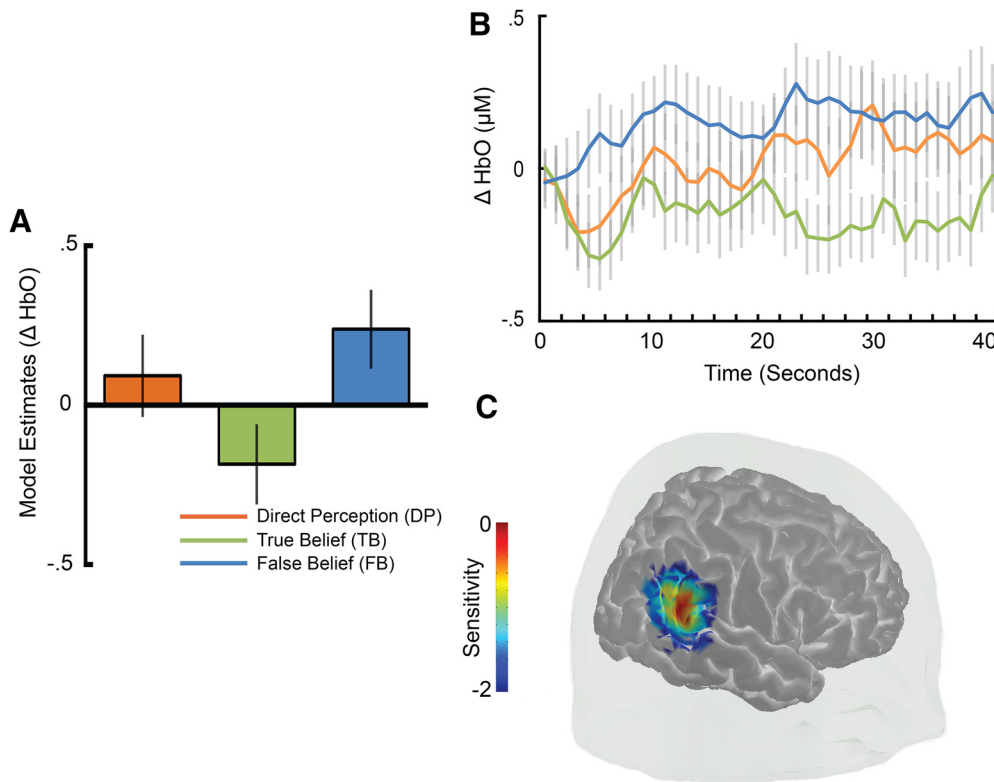 A
.5
0
-.5
Model Estimates (Δ HbO)
Direct Perception (DP)
True Belief (TB)
False Belief (FB)
B
.5
0
-.5
Δ HbO (µM)
0
10
20
30
40
Time (Seconds)
C
0
-2
Sensitivity